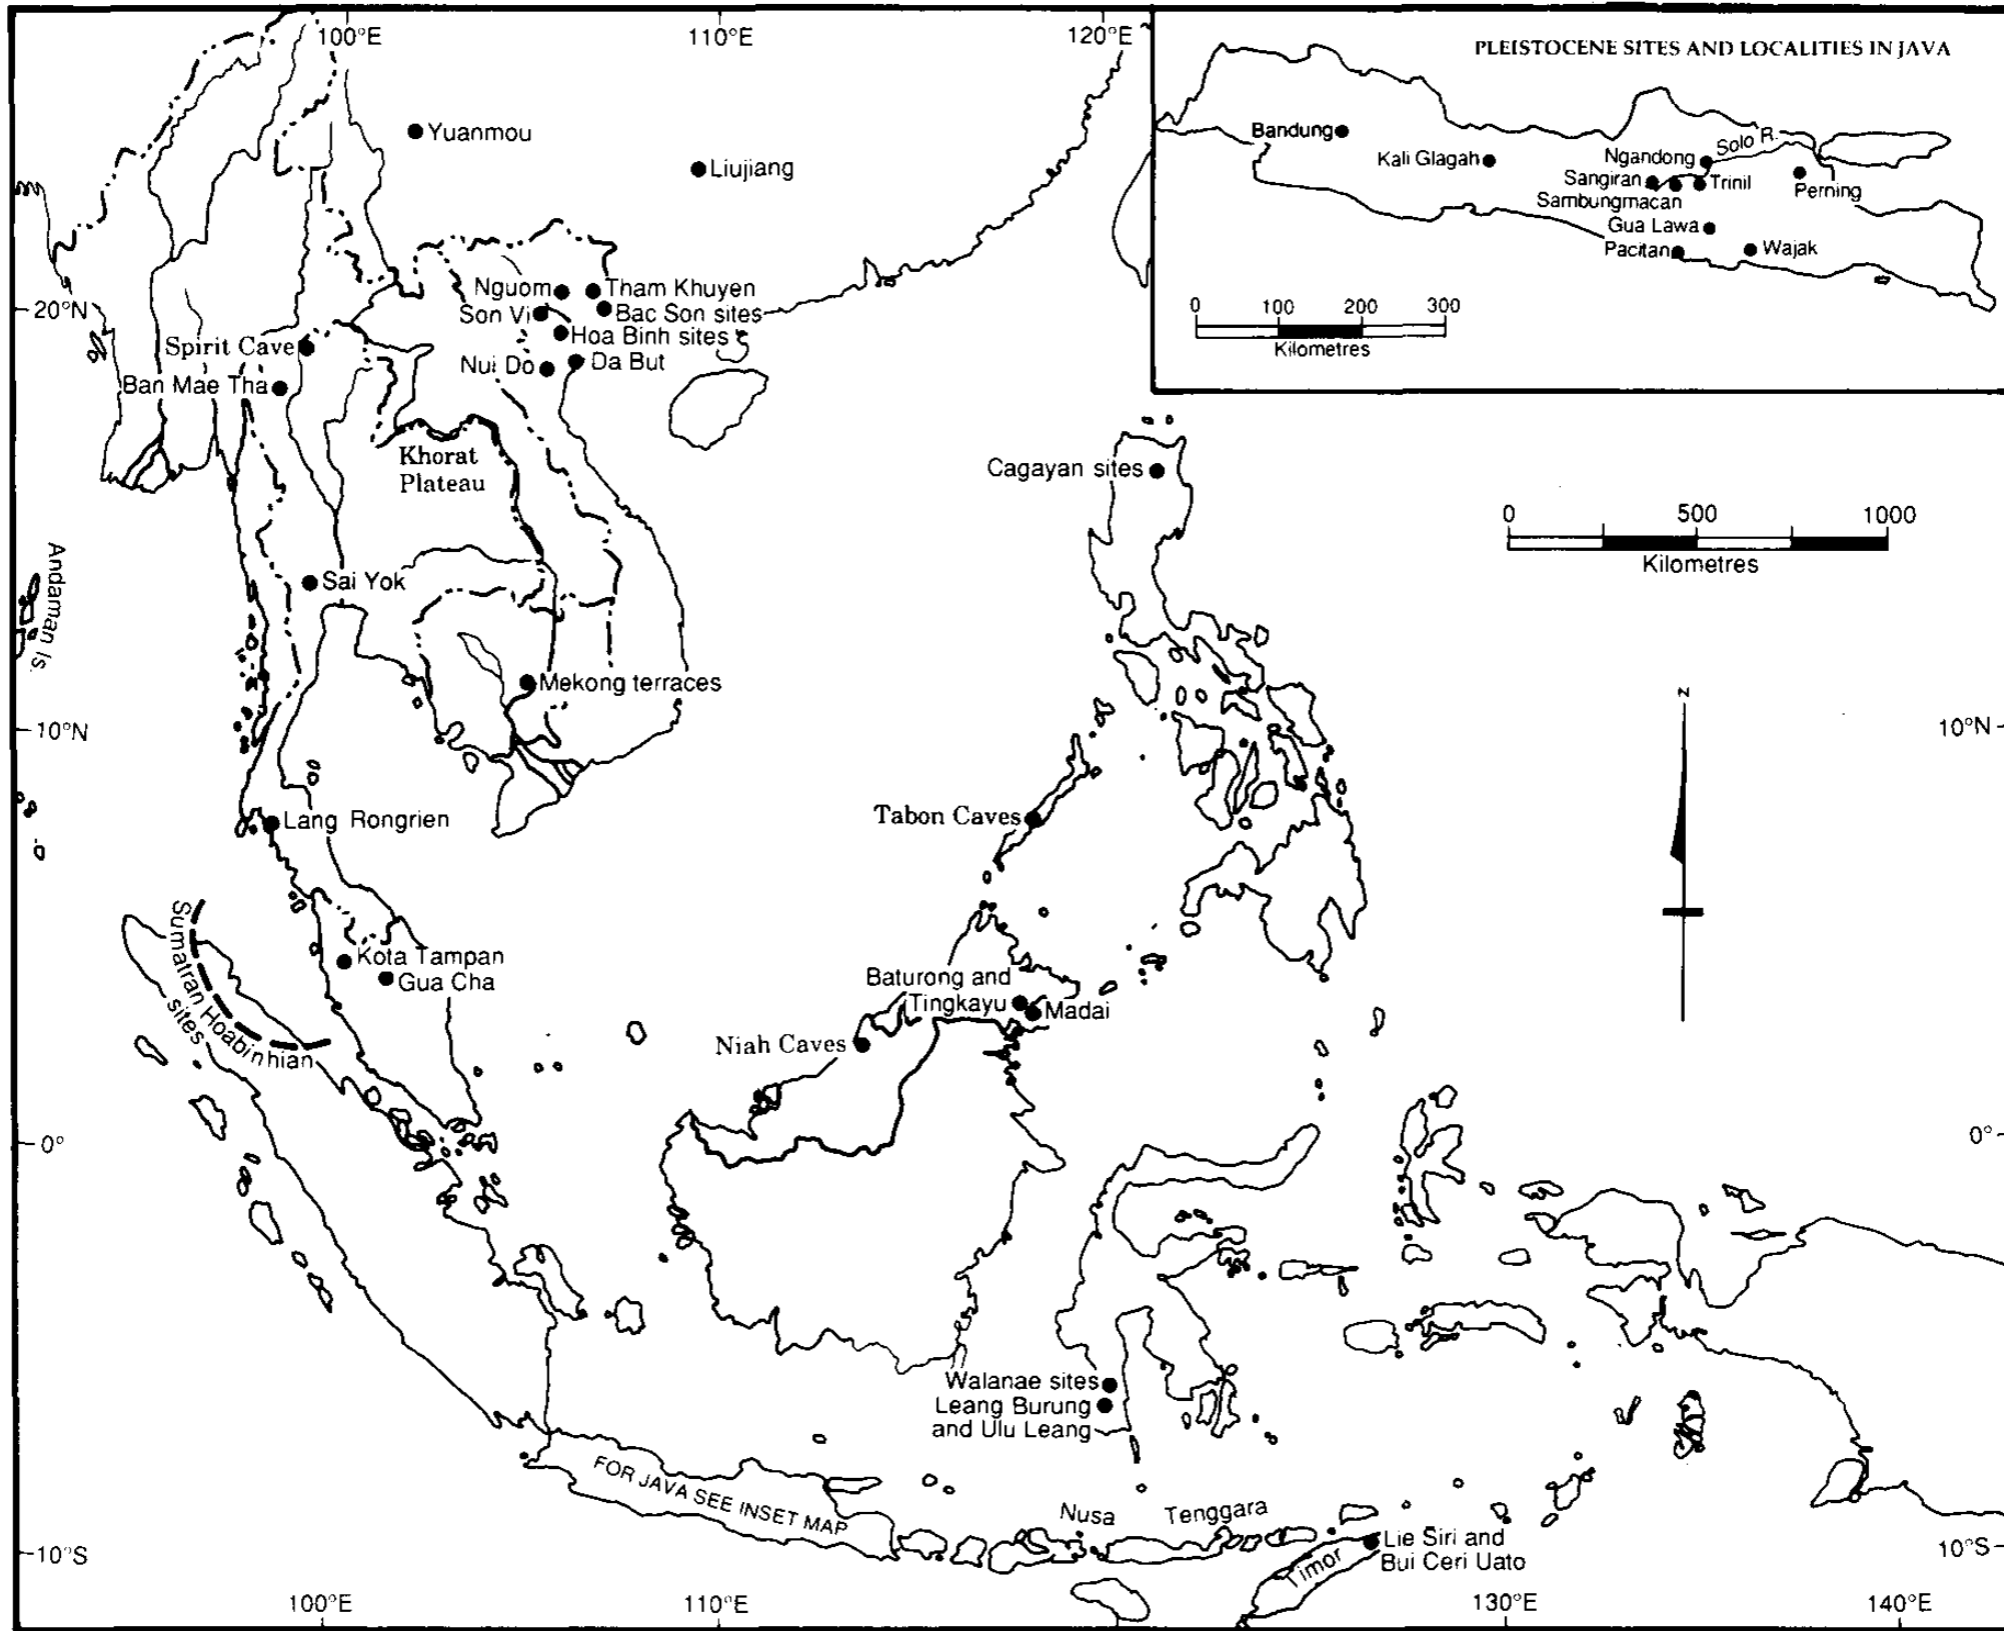 100°E
110°E
120°E
PLEISTOCENE SITES AND LOCALITIES IN JAVA
Bandung
Kali Glagah
Ngandong
Solo R.
Sangiran
Trinil
Sambungmacan
Perning
Gua Lawa
Pacitan
Wajak
0 100 200 300
Kilometres
Yuanmou
Liujiang
20°N
Nguom
Tham Khuyen
Son Vi
Bac Son sites
Hoa Binh sites
Spirit Cave
Nui Do
Da But
Ban Mae Tha
Khorat
Plateau
Cagayan sites
0 500 1000
Kilometres
Andaman Is.
Sai Yok
Mekong terraces
N
10°N
10°N
Lang Rongrien
Tabon Caves
Sumatran Hoabinhian
sites
Kota Tampan
Gua Cha
Baturong and
Tingkayu
Madai
Niah Caves
0°
0°
Walanae sites
Leang Burung
and Ulu Leang
FOR JAVA SEE INSET MAP
Nusa Tenggara
Timor
Lie Siri and
Bui Ceri Uato
10°S
10°S
100°E
110°E
130°E
140°E